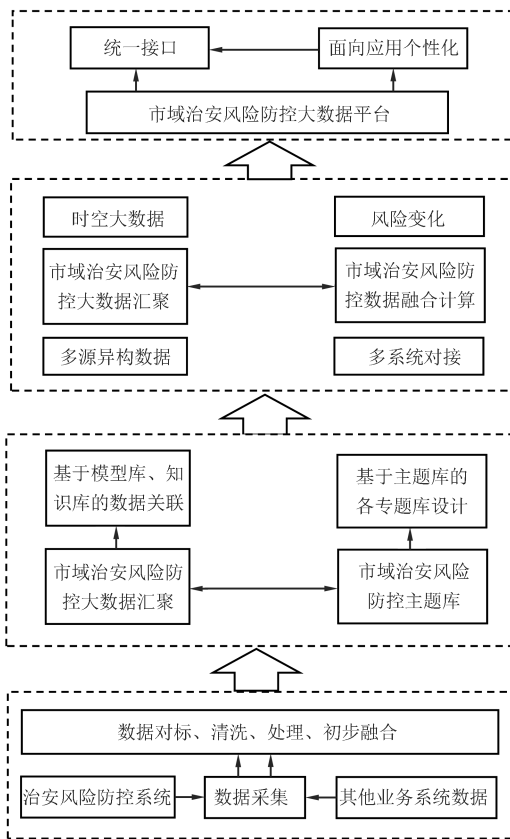 统一接口
面向应用个性化
市域治安风险防控大数据平台
时空大数据
风险变化
市域治安风险防
控大数据汇聚
市域治安风险防
控数据融合计算
多源异构数据
多系统对接
基于模型库、知
识库的数据关联
基于主题库的
各专题库设计
市域治安风险防
控大数据汇聚
市域治安风险
防控主题库
数据对标、清洗、处理、初步融合
治安风险防控系统
数据采集
其他业务系统数据